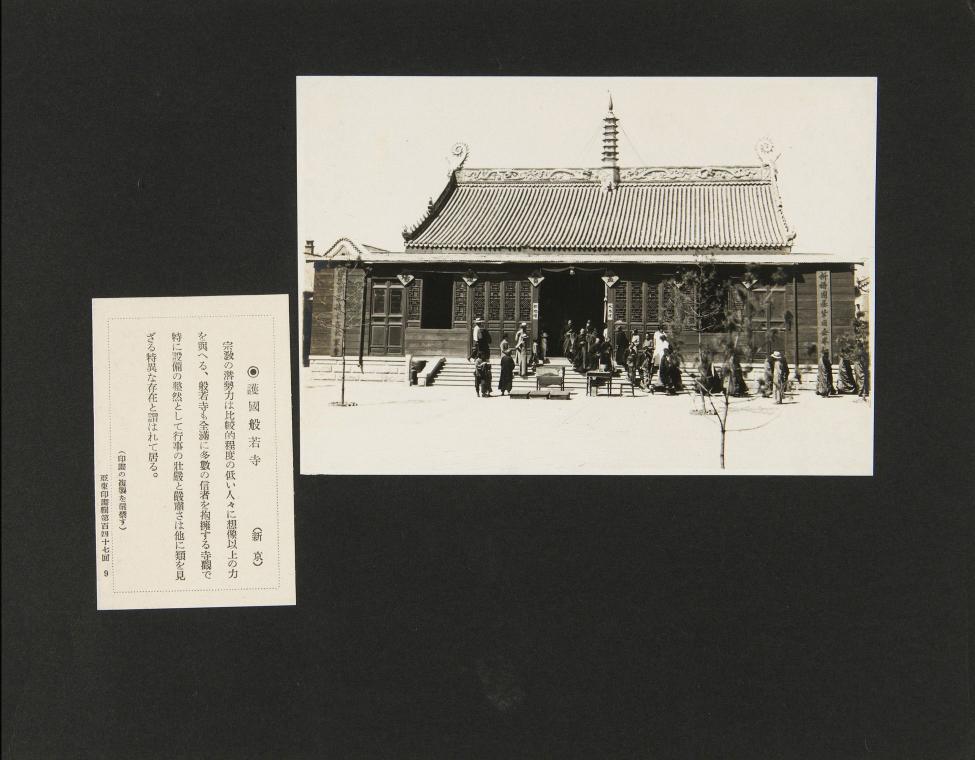 ◉護國般若寺　（新京）
宗敎の潛勢力は比較的程度の低い人々に想像以上の力
を與へる、般若寺も全滿に多數の信者を抱擁する寺觀で
特に設備の整然として行事の壯嚴と嚴肅さは他に類を見
ざる特異な存在と謂はれて居る。
（印畫の複製を禁ず）
亞東印畫輯第百四十七回　9